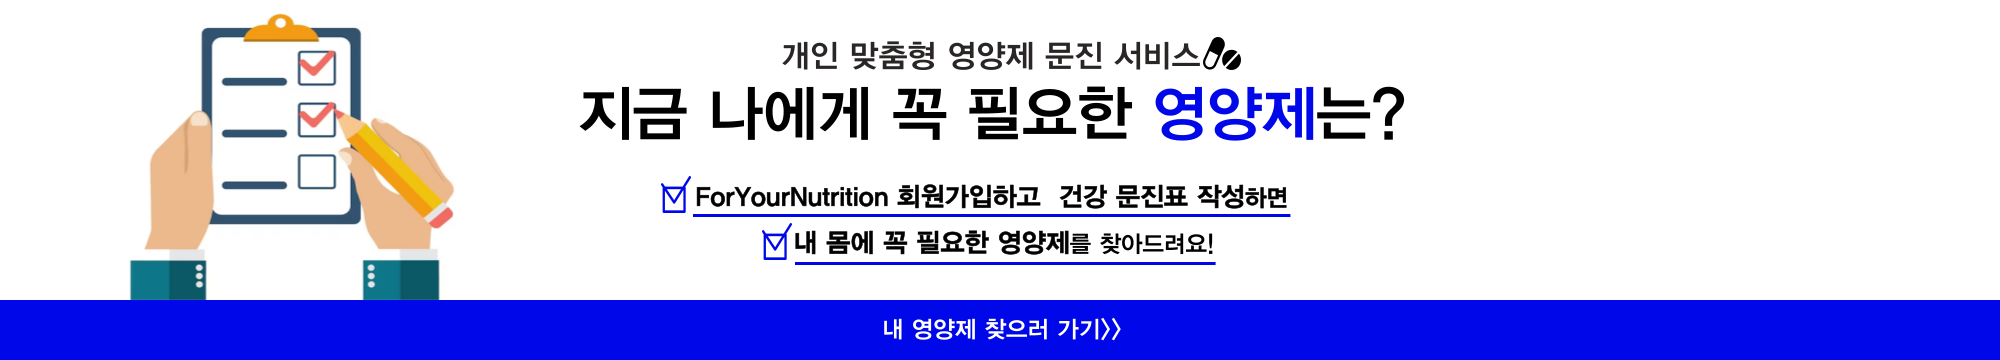 개인 맞춤형 영양제 문진 서비스
지금 나에게 꼭 필요한 영양제는?
ForYourNutrition 회원가입하고 건강 문진표 작성하면
내 몸에 꼭 필요한 영양제를 찾아드려요!
내 영양제 찾으러 가기>>